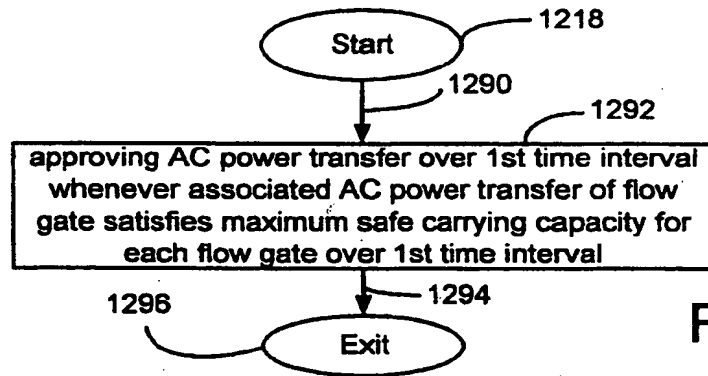 Start
1218
1290
1292
approving AC power transfer over 1st time interval
whenever associated AC power transfer of flow
gate satisfies maximum safe carrying capacity for
each flow gate over 1st time interval
1294
1296
Exit
F